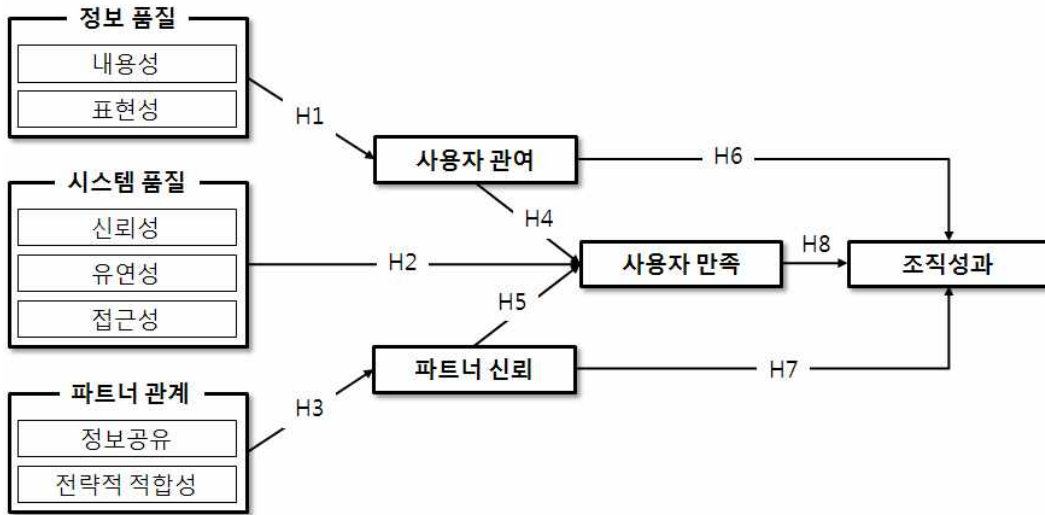 정보 품질
내용성
표현성
H1
사용자 관여
H6
시스템 품질
신뢰성
유연성
접근성
H4
H2
사용자 만족
H8
조직성과
H5
파트너 신뢰
H7
파트너 관계
정보공유
전략적 적합성
H3